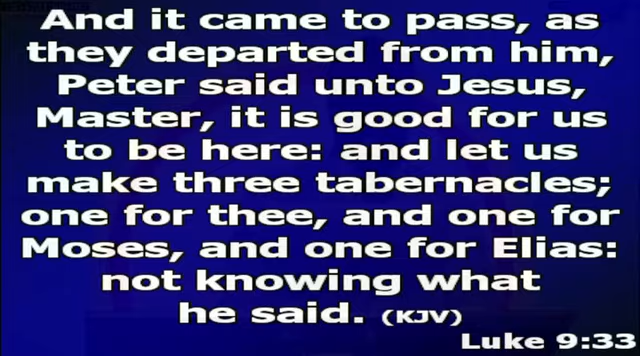 And it came to pass, as
they departed from him,
Peter said unto Jesus,
Master, it is good for us
to be here: and let us
make three tabernacles;
one for thee, and one for
Moses, and one for Elias:
not knowing what
he said. (KJV)
Luke 9:33